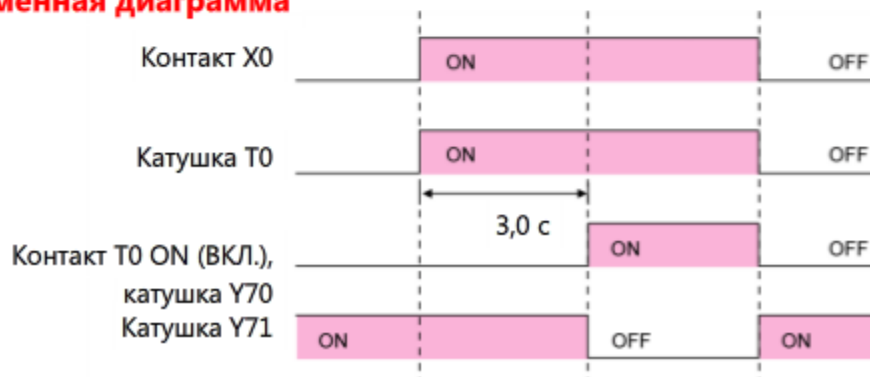 диаграмма
Контакт X0
ON
OFF
Катушка T0
ON
OFF
3,0 с
Контакт T0 ON (ВКЛ.),
катушка Y70
ON
OFF
Катушка Y71
ON
OFF
ON